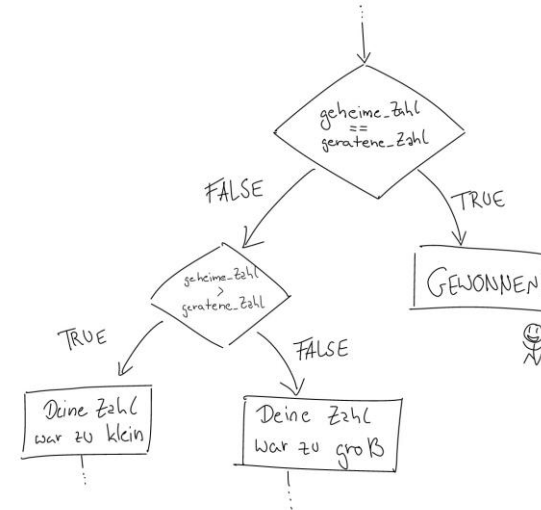 geheime_Zahl
==
geratene_Zahl
FALSE
TRUE
geheime_Zahl
>
geratene_Zahl
GEWONNEN
TRUE
FALSE
Deine Zahl
war zu klein
Deine Zahl
war zu groß